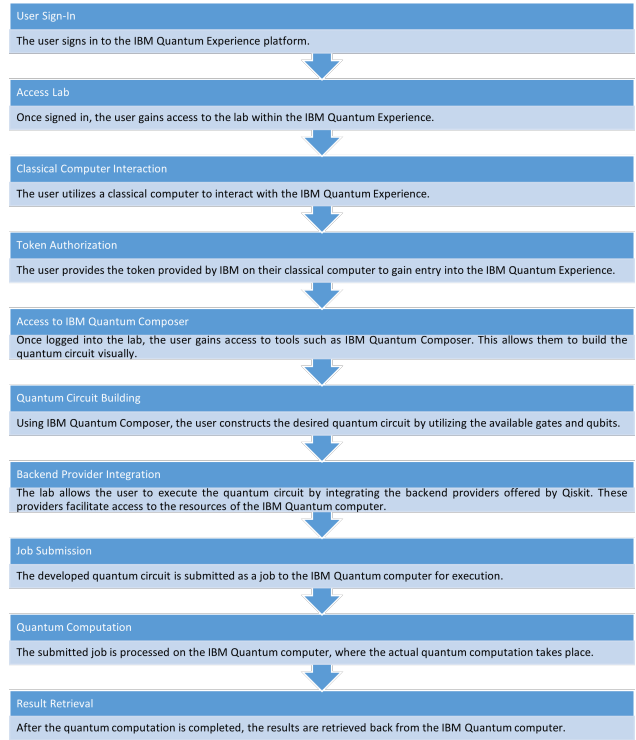 User Sign-In
The user signs in to the IBM Quantum Experience platform.
Access Lab
Once signed in, the user gains access to the lab within the IBM Quantum Experience.
Classical Computer Interaction
The user utilizes a classical computer to interact with the IBM Quantum Experience.
Token Authorization
The user provides the token provided by IBM on their classical computer to gain entry into the IBM Quantum Experience.
Access to IBM Quantum Composer
Once logged into the lab, the user gains access to tools such as IBM Quantum Composer. This allows them to build the
quantum circuit visually.
Quantum Circuit Building
Using IBM Quantum Composer, the user constructs the desired quantum circuit by utilizing the available gates and qubits.
Backend Provider Integration
The lab allows the user to execute the quantum circuit by integrating the backend providers offered by Qiskit. These
providers facilitate access to the resources of the IBM Quantum computer.
Job Submission
The developed quantum circuit is submitted as a job to the IBM Quantum computer for execution.
Quantum Computation
The submitted job is processed on the IBM Quantum computer, where the actual quantum computation takes place.
Result Retrieval
After the quantum computation is completed, the results are retrieved back from the IBM Quantum computer.